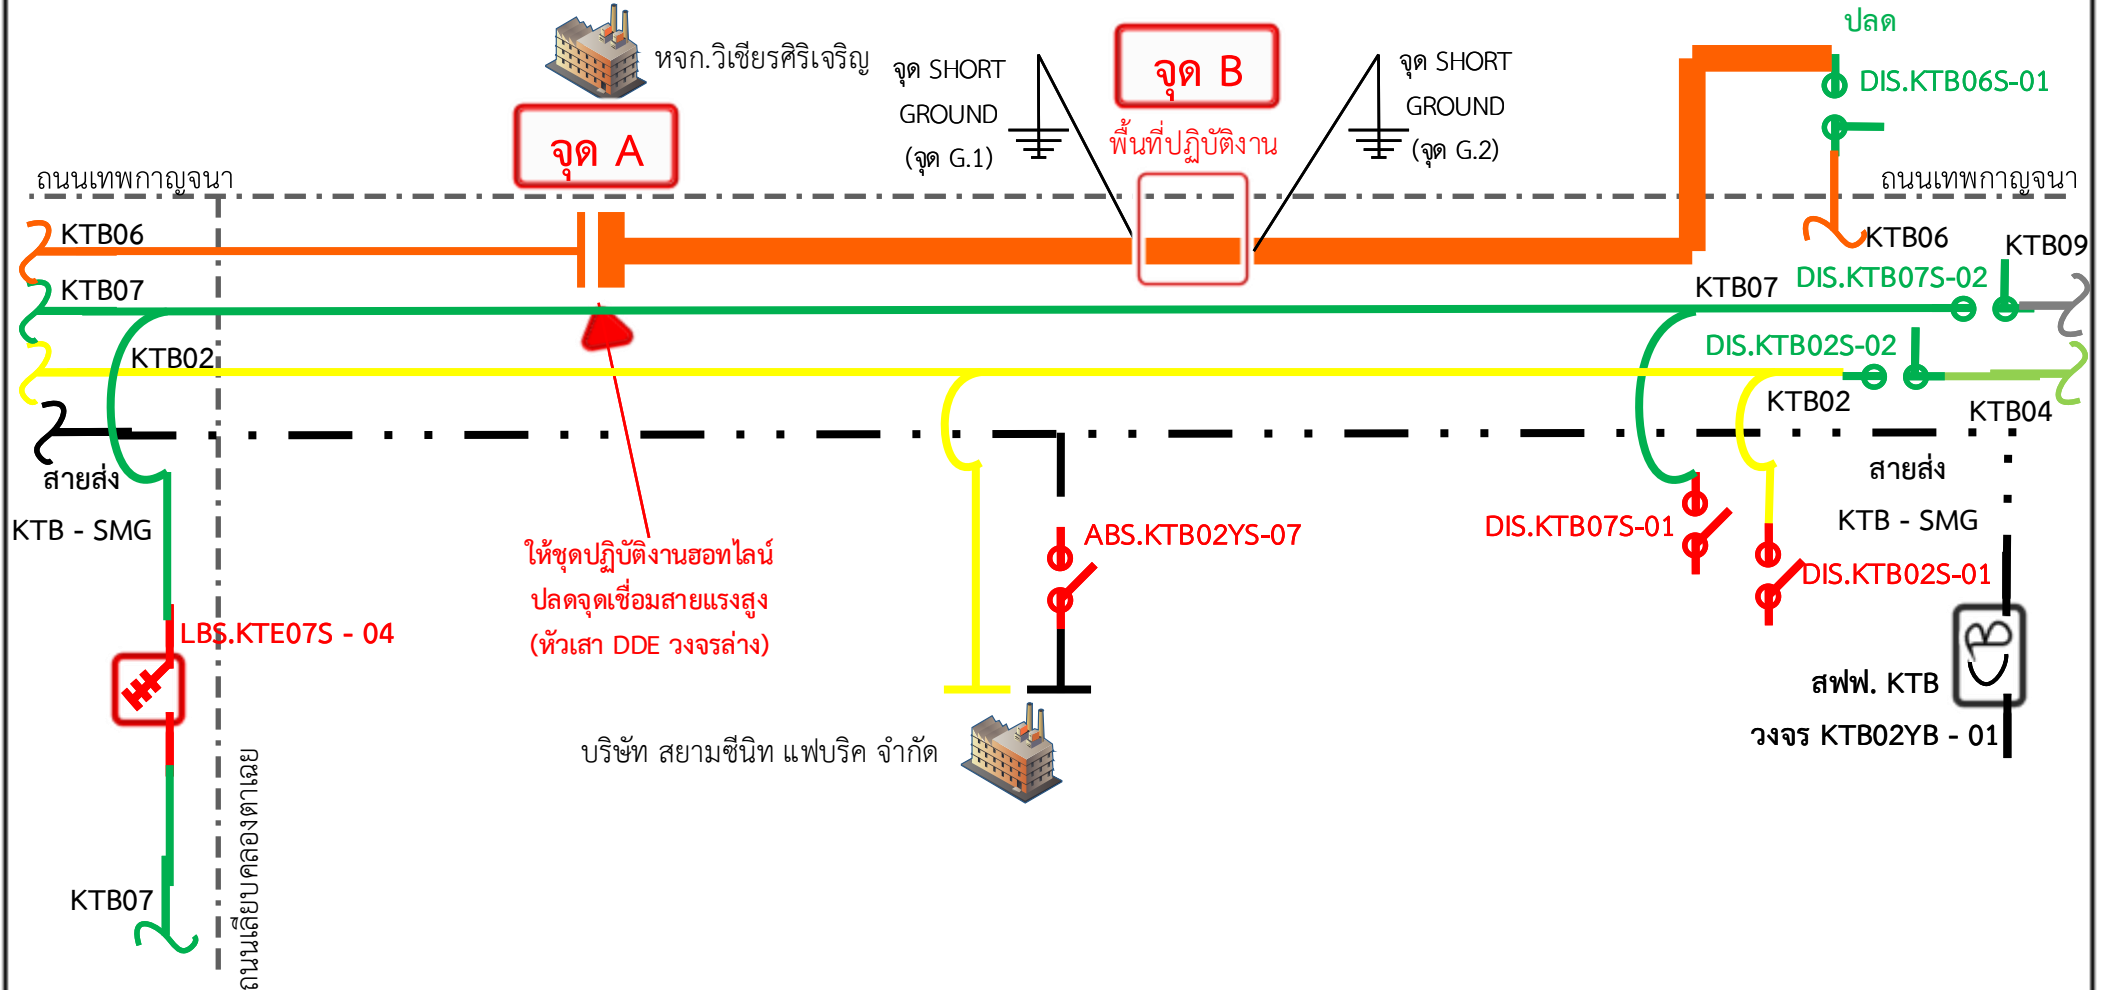 ปลด
DIS.KTB06S-01
หจก.วิเชียรศิริเจริญ
จุด SHORT
GROUND
(จุด G.1)
จุด B
พื้นที่ปฏิบัติงาน
จุด SHORT
GROUND
(จุด G.2)
จุด A
ถนนเทพกาญจนา
ถนนเทพกาญจนา
KTB06
KTB06
KTB09
KTB07
KTB07
DIS.KTB07S-02
KTB02
DIS.KTB02S-02
KTB02
KTB04
สายส่ง
KTB - SMG
สายส่ง
KTB - SMG
ABS.KTB02YS-07
DIS.KTB07S-01
DIS.KTB02S-01
ให้ชุดปฏิบัติงานฮอทไลน์
ปลดจุดเชื่อมสายแรงสูง
(หัวเสา DDE วงจรล่าง)
LBS.KTE07S - 04
B
สฟฟ. KTB
วงจร KTB02YB - 01
บริษัท สยามซีนิท แฟบริค จำกัด
ถนนเลียบคลองตาเฉย
KTB07